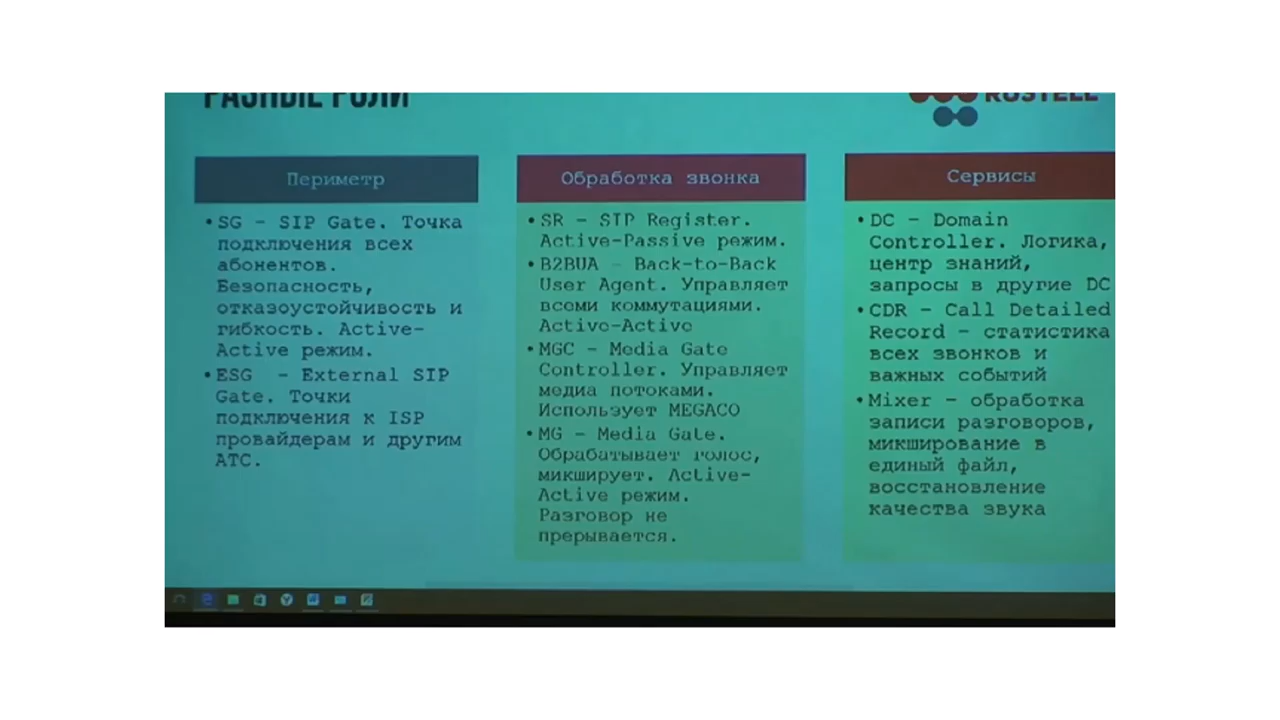 РАЗНЫЕ РОЛИ
RUSTELL
Периметр
•SG – SIP Gate. Точка
подключения всех
абонентов.
Безопасность,
отказоустойчивость и
гибкость. Active-
Active режим.
•ESG – External SIP
Gate. Точки
подключения к ISP
провайдерам и другим
АТС.
Обработка звонка
•SR – SIP Register.
Active-Passive режим.
•B2BUA – Back-to-Back
User Agent. Управляет
всеми коммутациями.
Active-Active
•MGC – Media Gate
Controller. Управляет
медиа потоками.
Использует MEGACO
•MG – Media Gate.
Обрабатывает голос,
микширует. Active-
Active режим.
Разговор не
прерывается.
Сервисы
•DC – Domain
Controller. Логика,
центр знаний,
запросы в другие DC
•CDR – Call Detailed
Record – статистика
всех звонков и
важных событий
•Mixer – обработка
записи разговоров,
микширование в
единый файл,
восстановление
качества звука